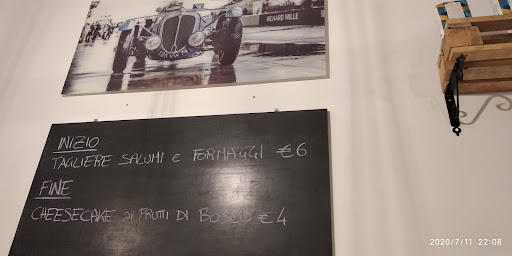 RICHARD MILLE
INIZIO
TAGLIERE SALUMI e FORMAGGI €6
FINE
CHEESECAKE ai FRUTTI DI BOSCO €4
2020/7/11 22:08